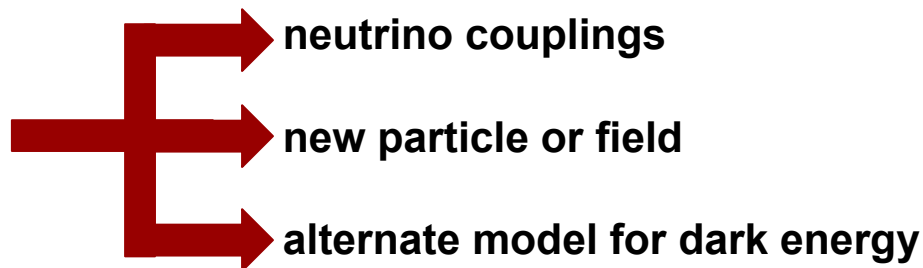 neutrino couplings
new particle or field
alternate model for dark energy